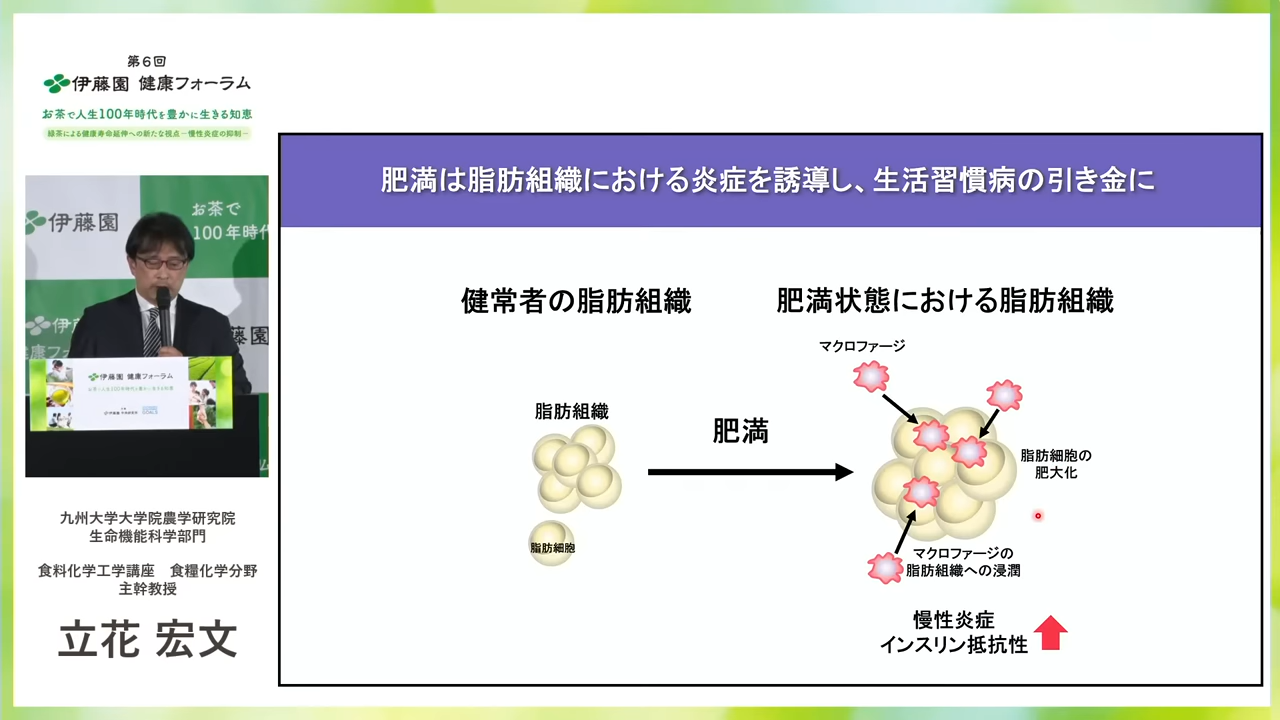 第6回
伊藤園 健康フォーラム
お茶で人生100年時代を豊かに生きる知恵
緑茶による健康寿命延伸への新たな視点－慢性炎症の抑制－
伊藤園
お茶で
100年時代
伊藤園 健康フォーラム
九州大学大学院農学研究院
生命機能科学部門
食料化学工学講座　食糧化学分野
主幹教授
立花 宏文
肥満は脂肪組織における炎症を誘導し、生活習慣病の引き金に
健常者の脂肪組織
肥満状態における脂肪組織
マクロファージ
脂肪組織
肥満
脂肪細胞の
肥大化
脂肪細胞
マクロファージの
脂肪組織への浸潤
慢性炎症
インスリン抵抗性